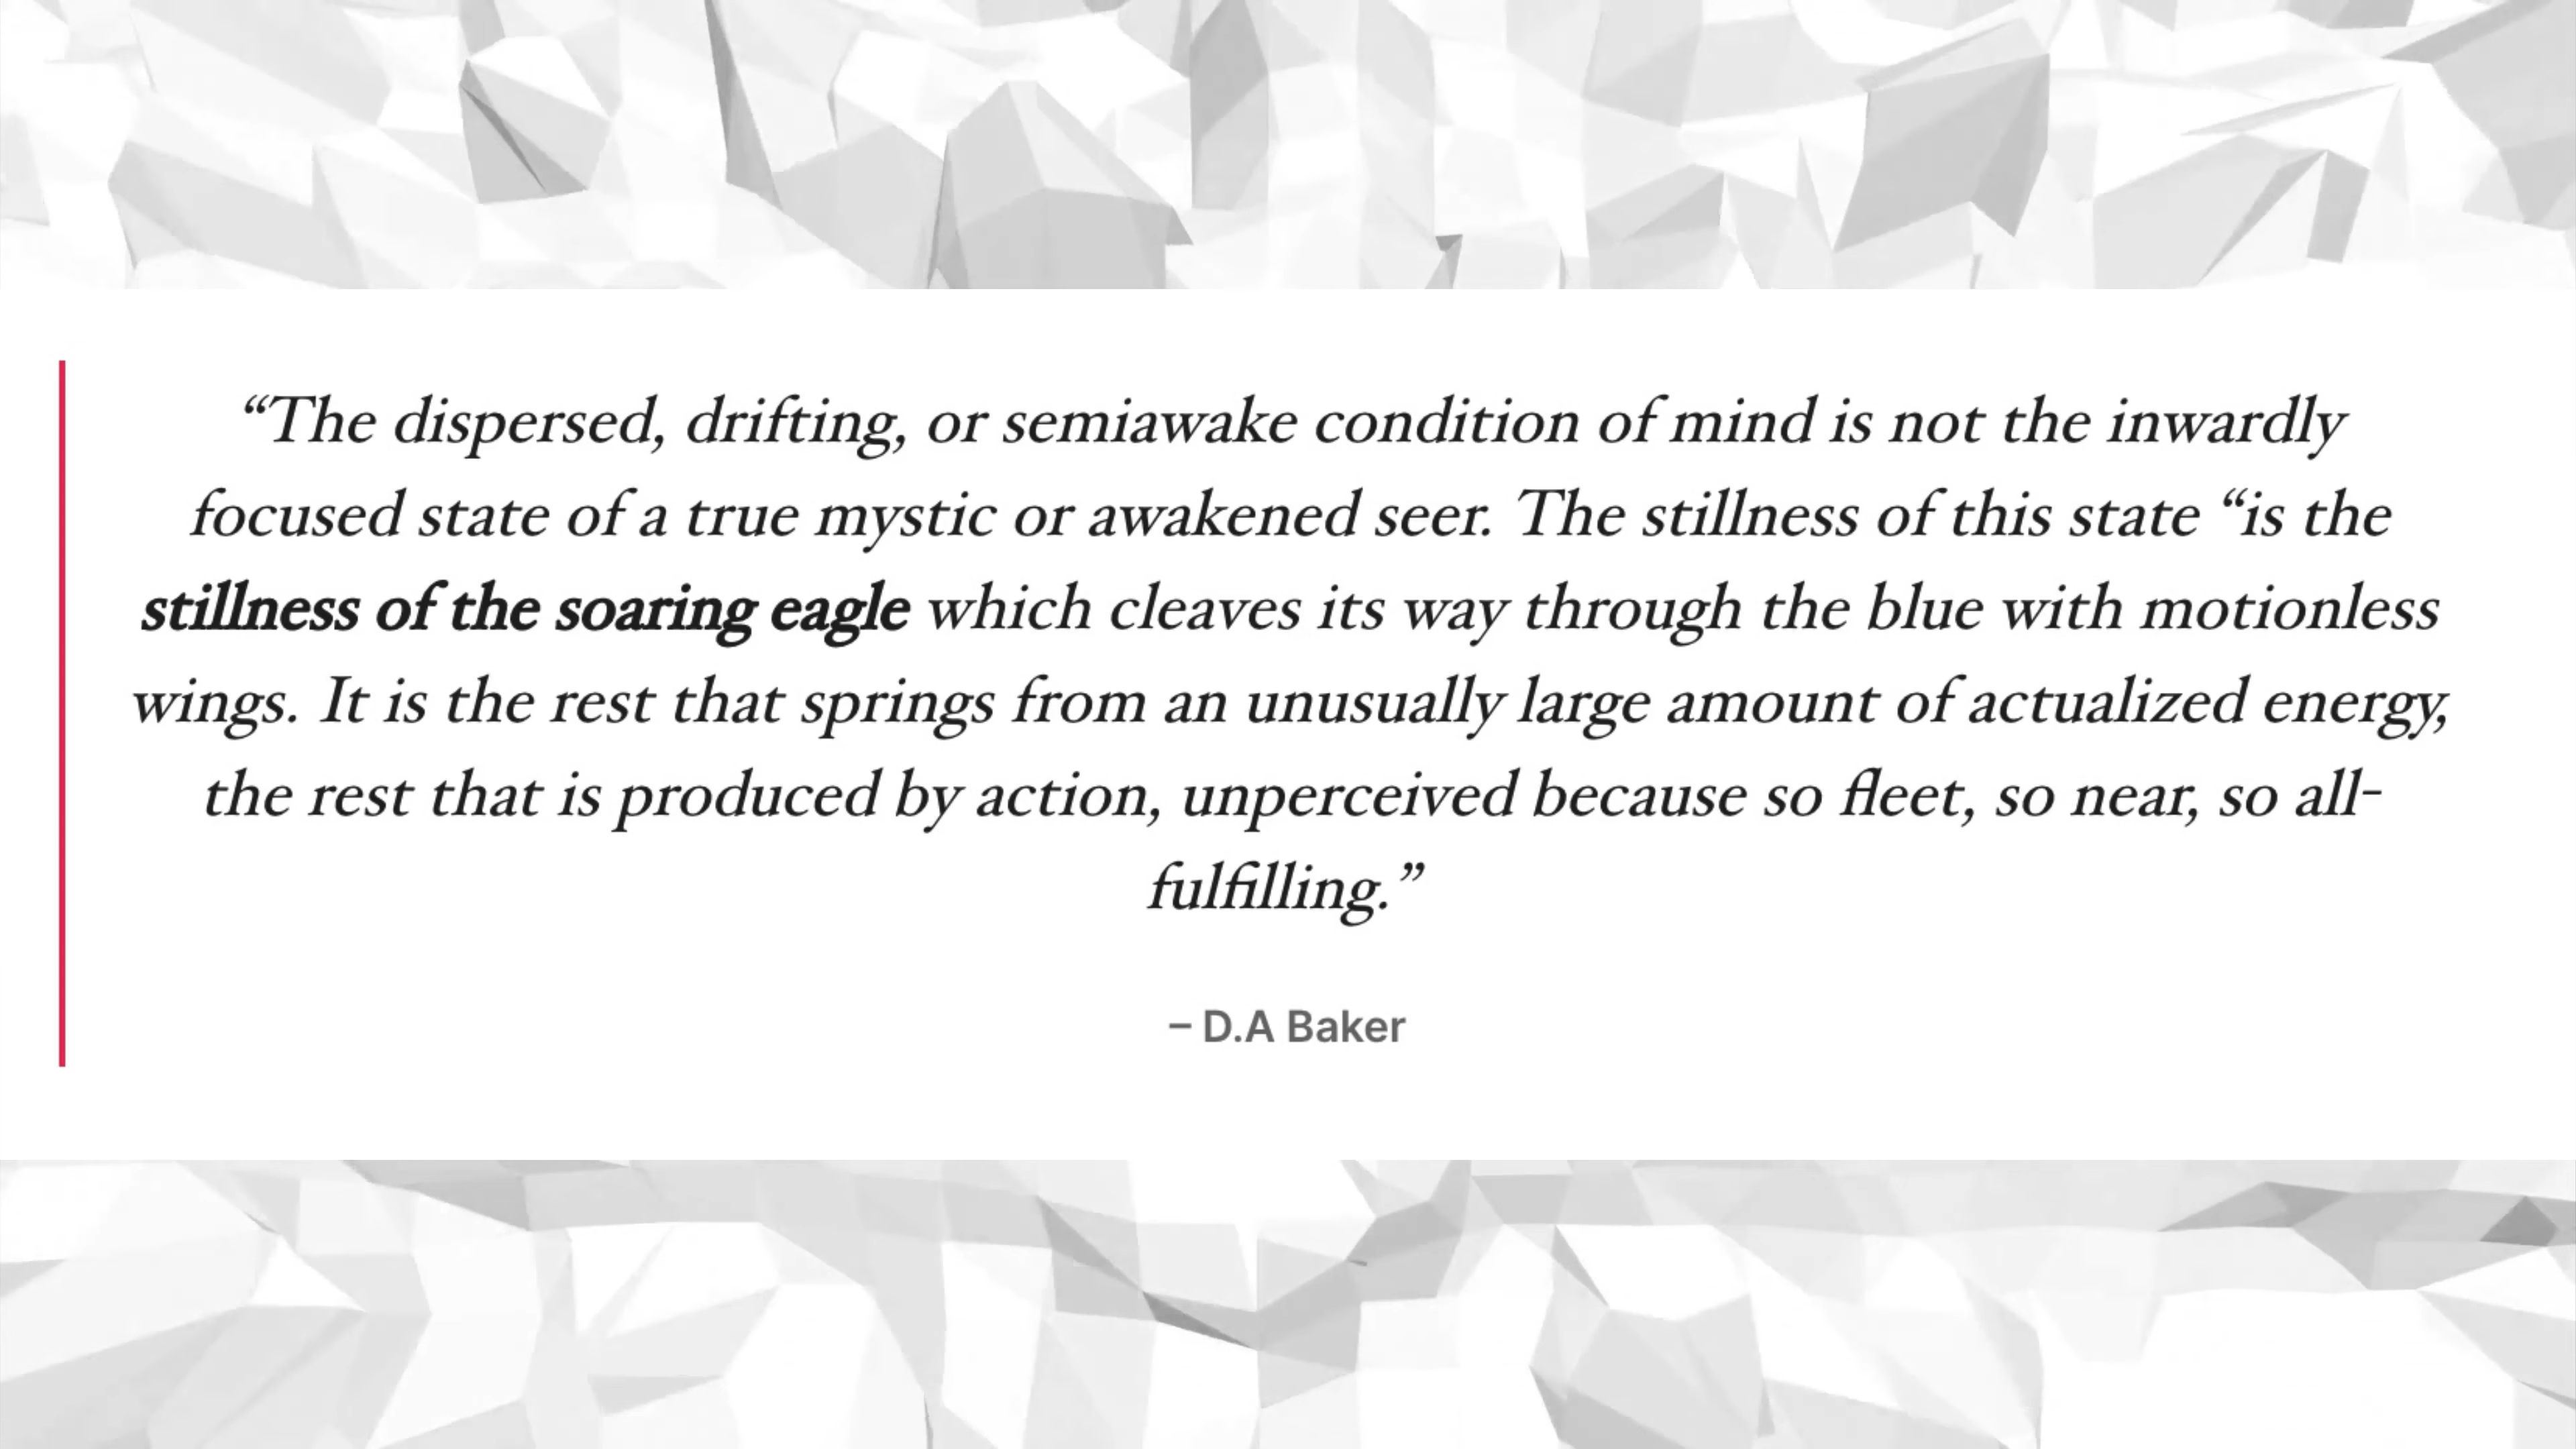 “The dispersed, drifting, or semiawake condition of mind is not the inwardly
focused state of a true mystic or awakened seer. The stillness of this state “is the
stillness of the soaring eagle which cleaves its way through the blue with motionless
wings. It is the rest that springs from an unusually large amount of actualized energy,
the rest that is produced by action, unperceived because so fleet, so near, so all-
fulfilling.”
– D.A Baker